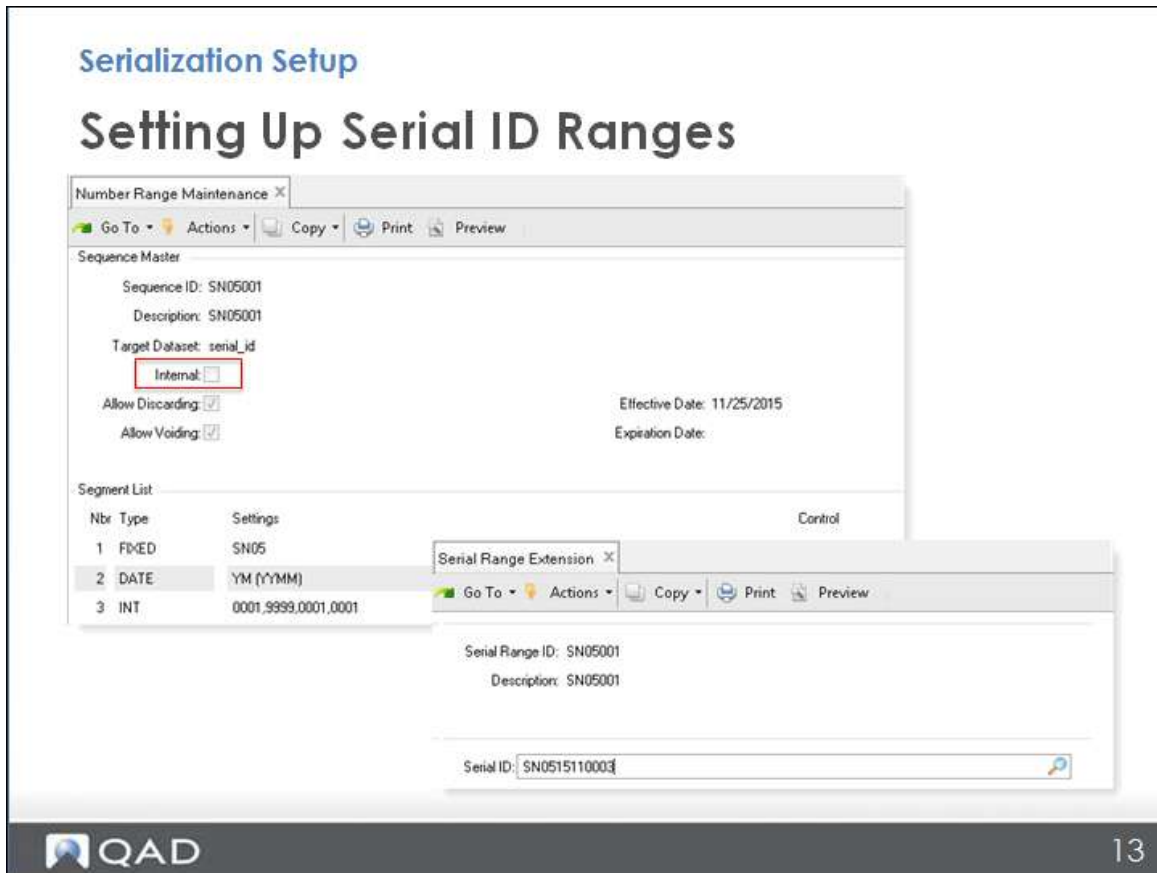 Serialization Setup
Setting Up Serial ID Ranges
Number Range Maintenance X
Go To Actions Copy Print Preview
Sequence Master
Sequence ID: SN05001
Description: SN05001
Target Dataset: serial_id
Internal:
Allow Discarding:
Effective Date: 11/25/2015
Allow Voiding:
Expiration Date:
Segment List
Nbr Type Settings Control
1 FIXED SN05
2 DATE YM (YYMM)
3 INT 0001,9999,0001,0001
Serial Range Extension X
Go To Actions Copy Print Preview
Serial Range ID: SN05001
Description: SN05001
Serial ID: SN0515110003
QAD
13